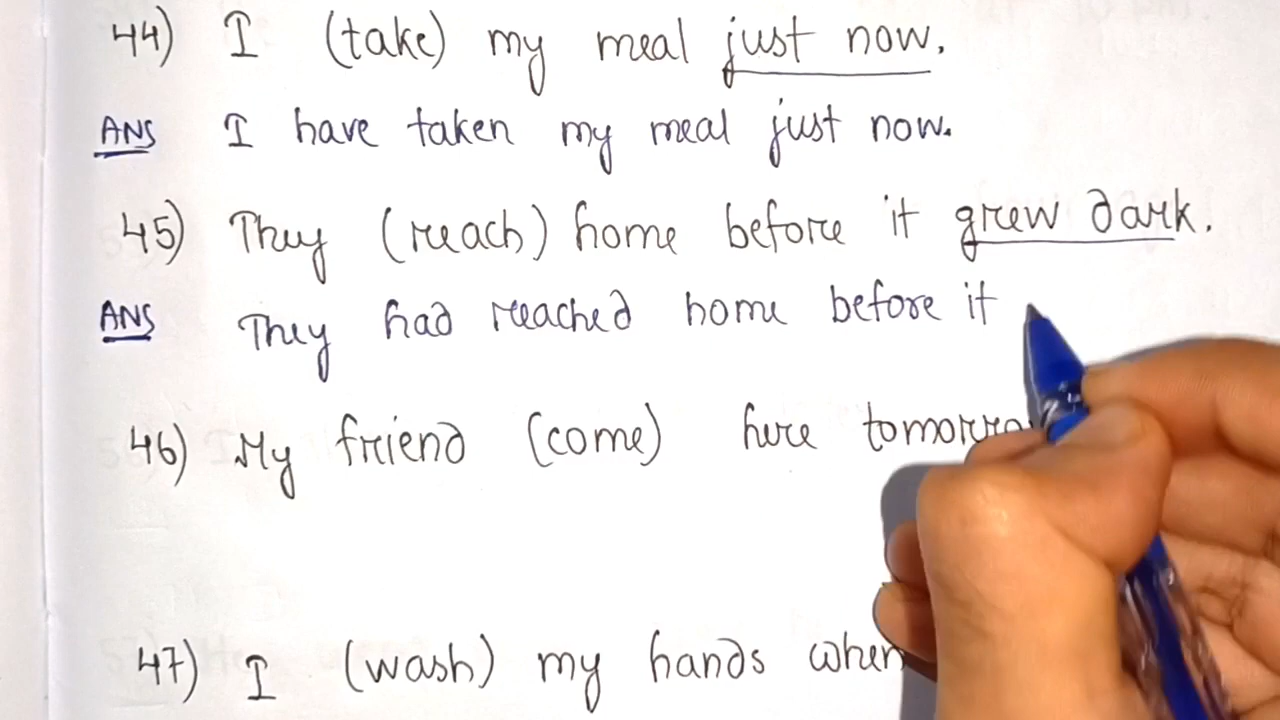 44) I (take) my meal just now.
ANS I have taken my meal just now.
45) They (reach) home before it grew dark.
ANS They had reached home before it
46) My friend (come) here
47) I (wash) my hands when